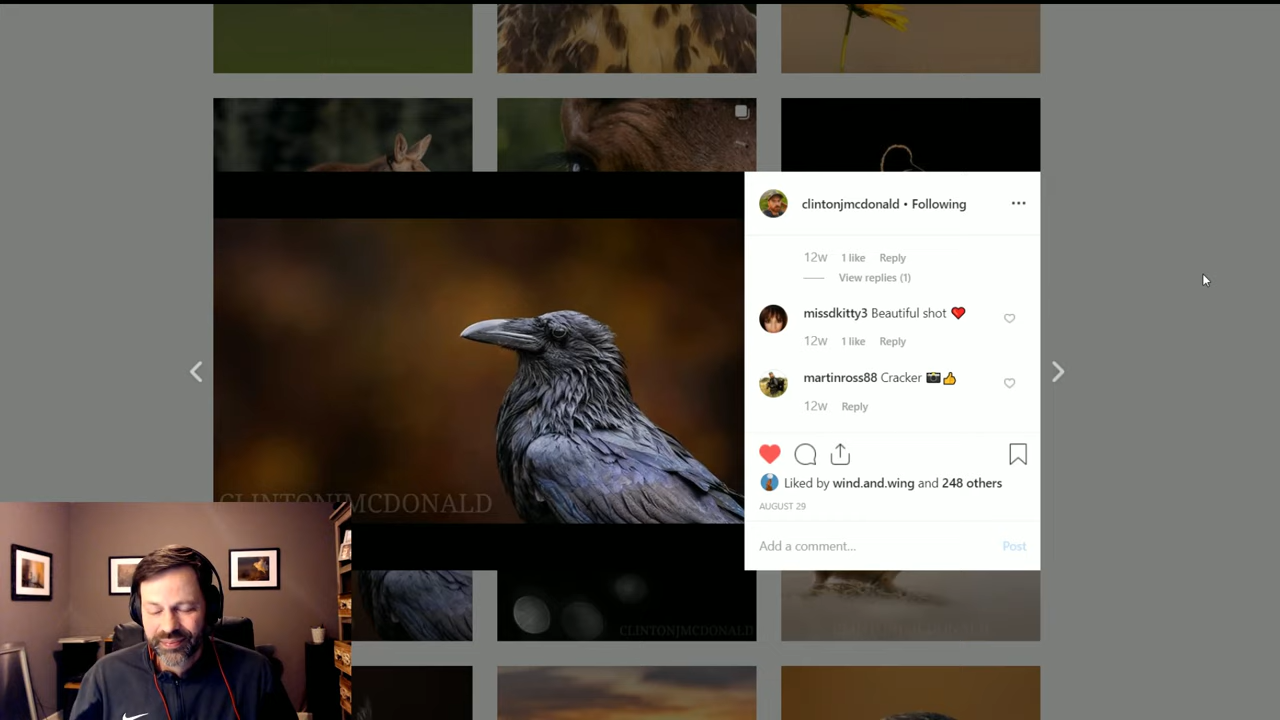 clintonjmcdonald • Following
12w 1 like Reply
View replies (1)
missdkitty3 Beautiful shot ❤️
12w 1 like Reply
martinross88 Cracker 📷👍
12w Reply
Liked by wind.and.wing and 248 others
AUGUST 29
Add a comment... Post
CLINTONJMCDONALD
CLINTONJMCDONALD